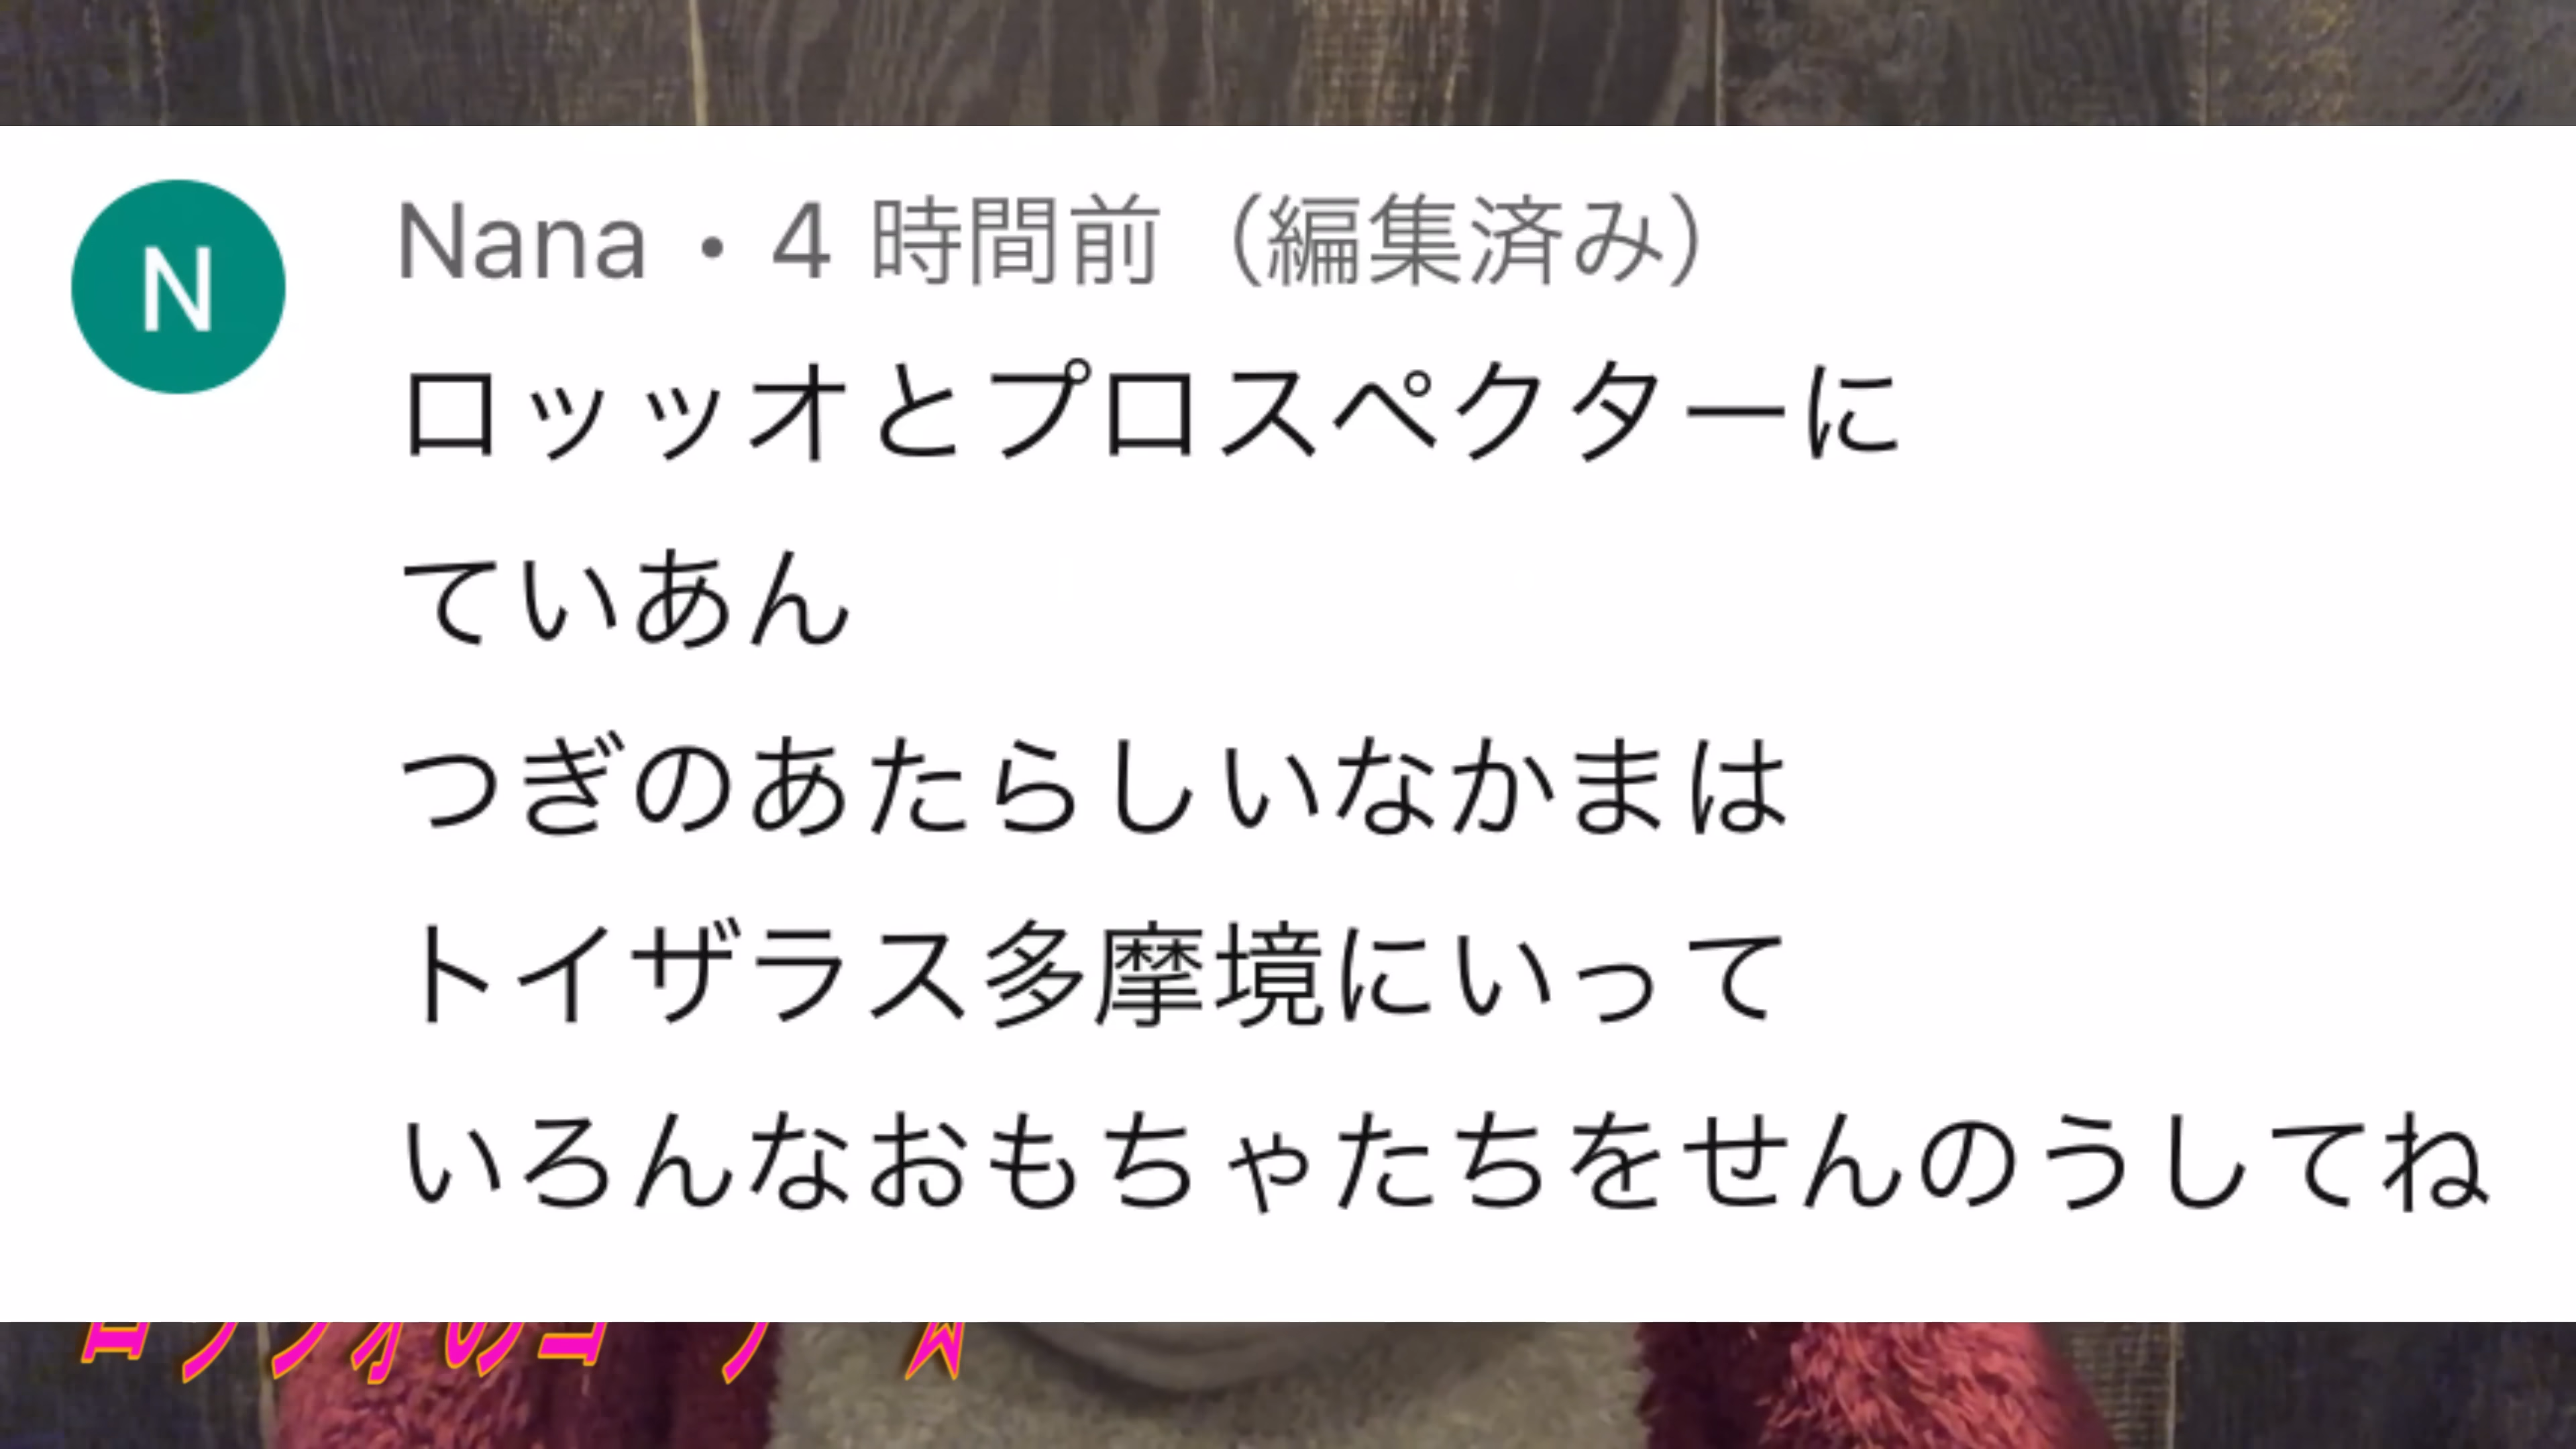 N
Nana • 4 時間前（編集済み）
ロッッオとプロスペクターに
ていあん
つぎのあたらしいなかまは
トイザラス多摩境にいって
いろんなおもちゃたちをせんのうしてね